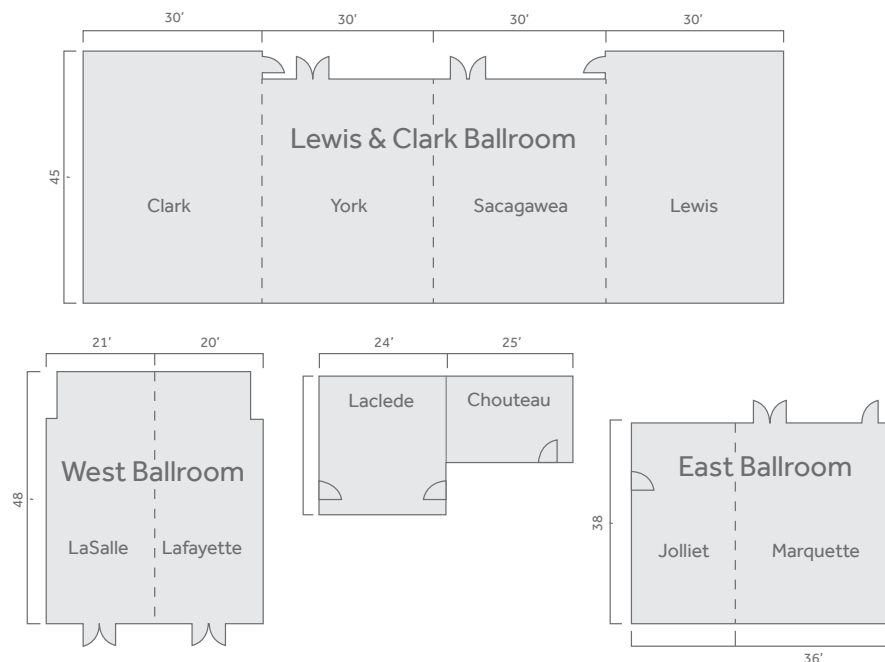 30’ 30’ 30’ 30’
Lewis & Clark Ballroom
45’
Clark York Sacagawea Lewis
21’ 20’ 24’ 25’
Laclede Chouteau
West Ballroom East Ballroom
48’
38’
LaSalle Lafayette Jolliet Marquette
36’